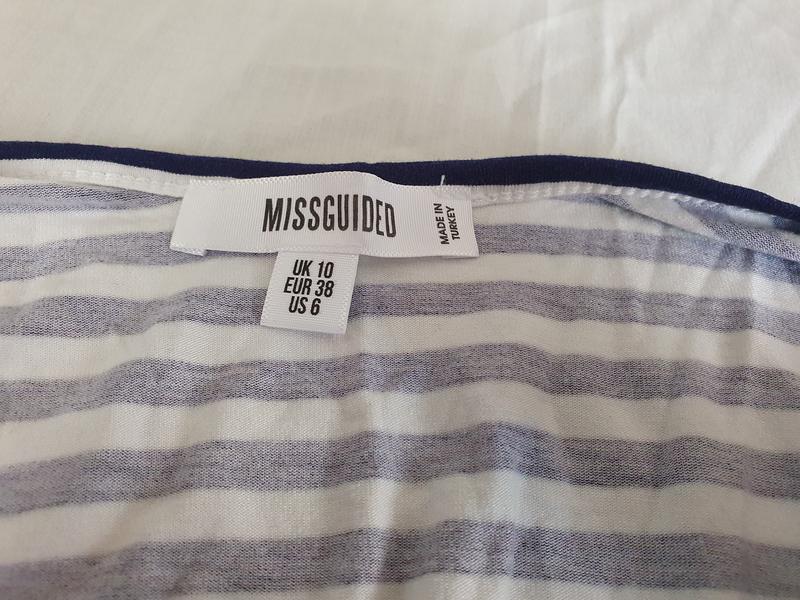 MISSGUIDED
MADE IN
TURKEY
UK 10
EUR 38
US 6